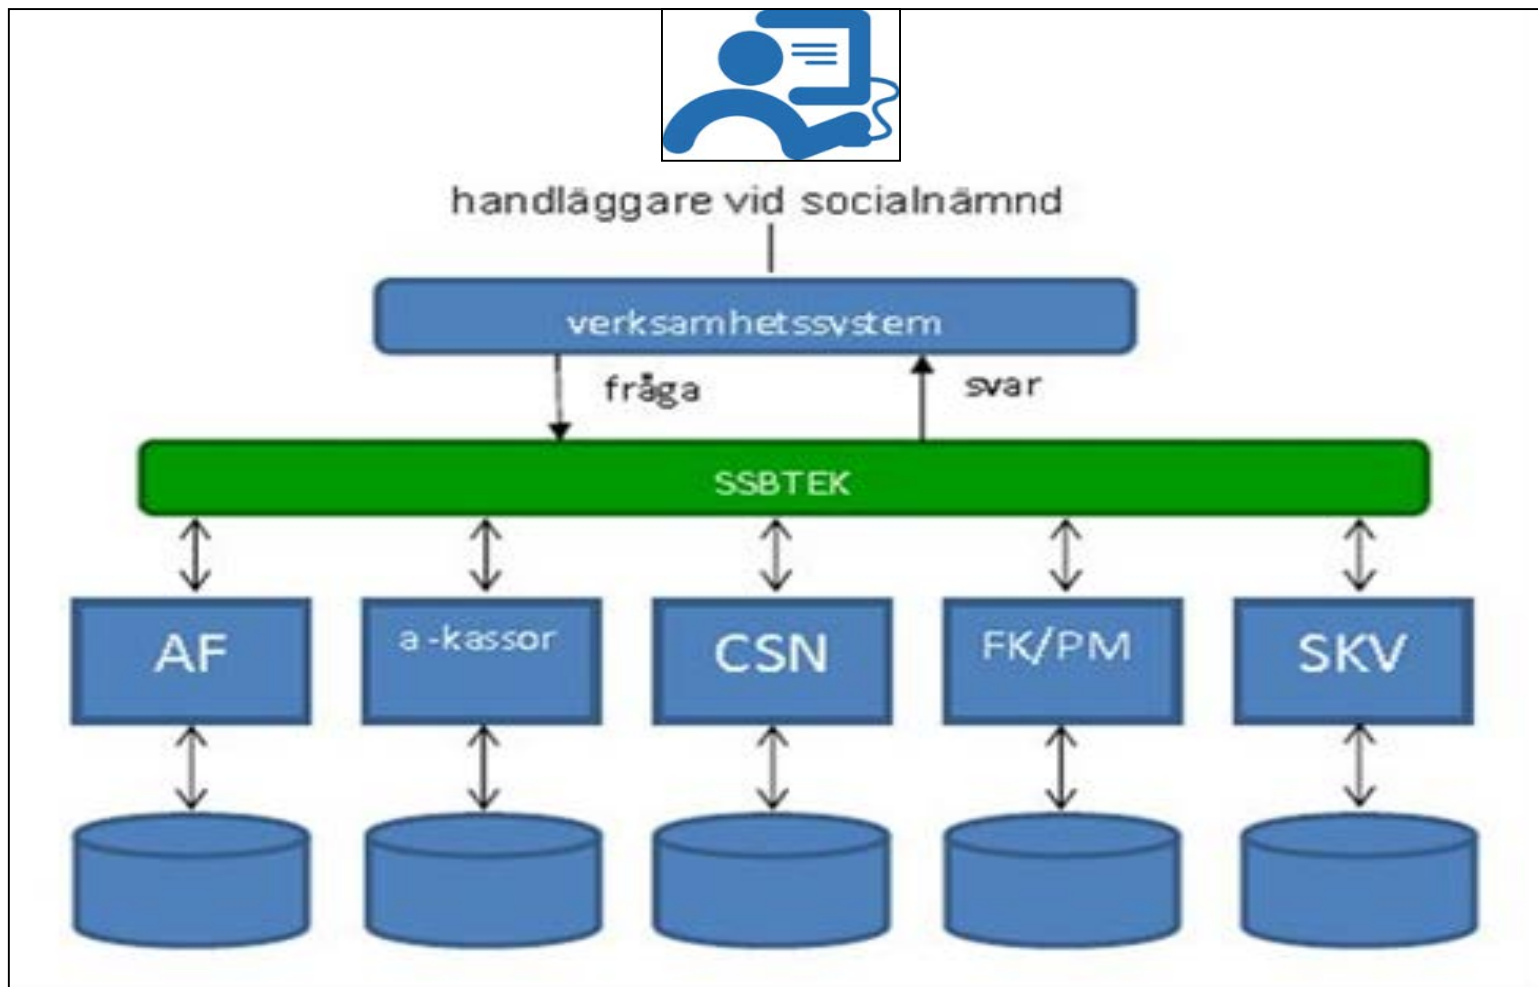 handläggare vid socialnämnd
verksamhetssystem
fråga
svar
SSBTEK
AF
a -kassor
CSN
FK/PM
SKV